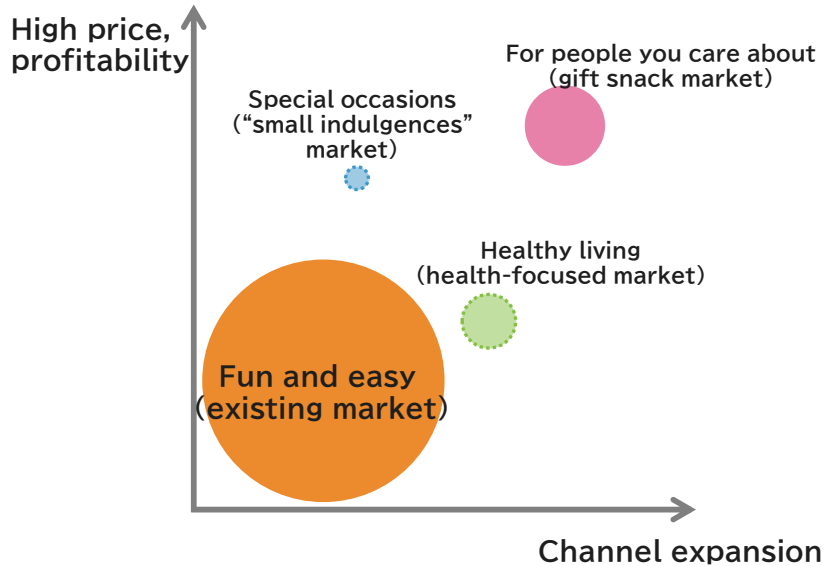 High price,
profitability
For people you care about
(gift snack market)
Special occasions
(“small indulgences”
market)
Healthy living
(health-focused market)
Fun and easy
(existing market)
Channel expansion